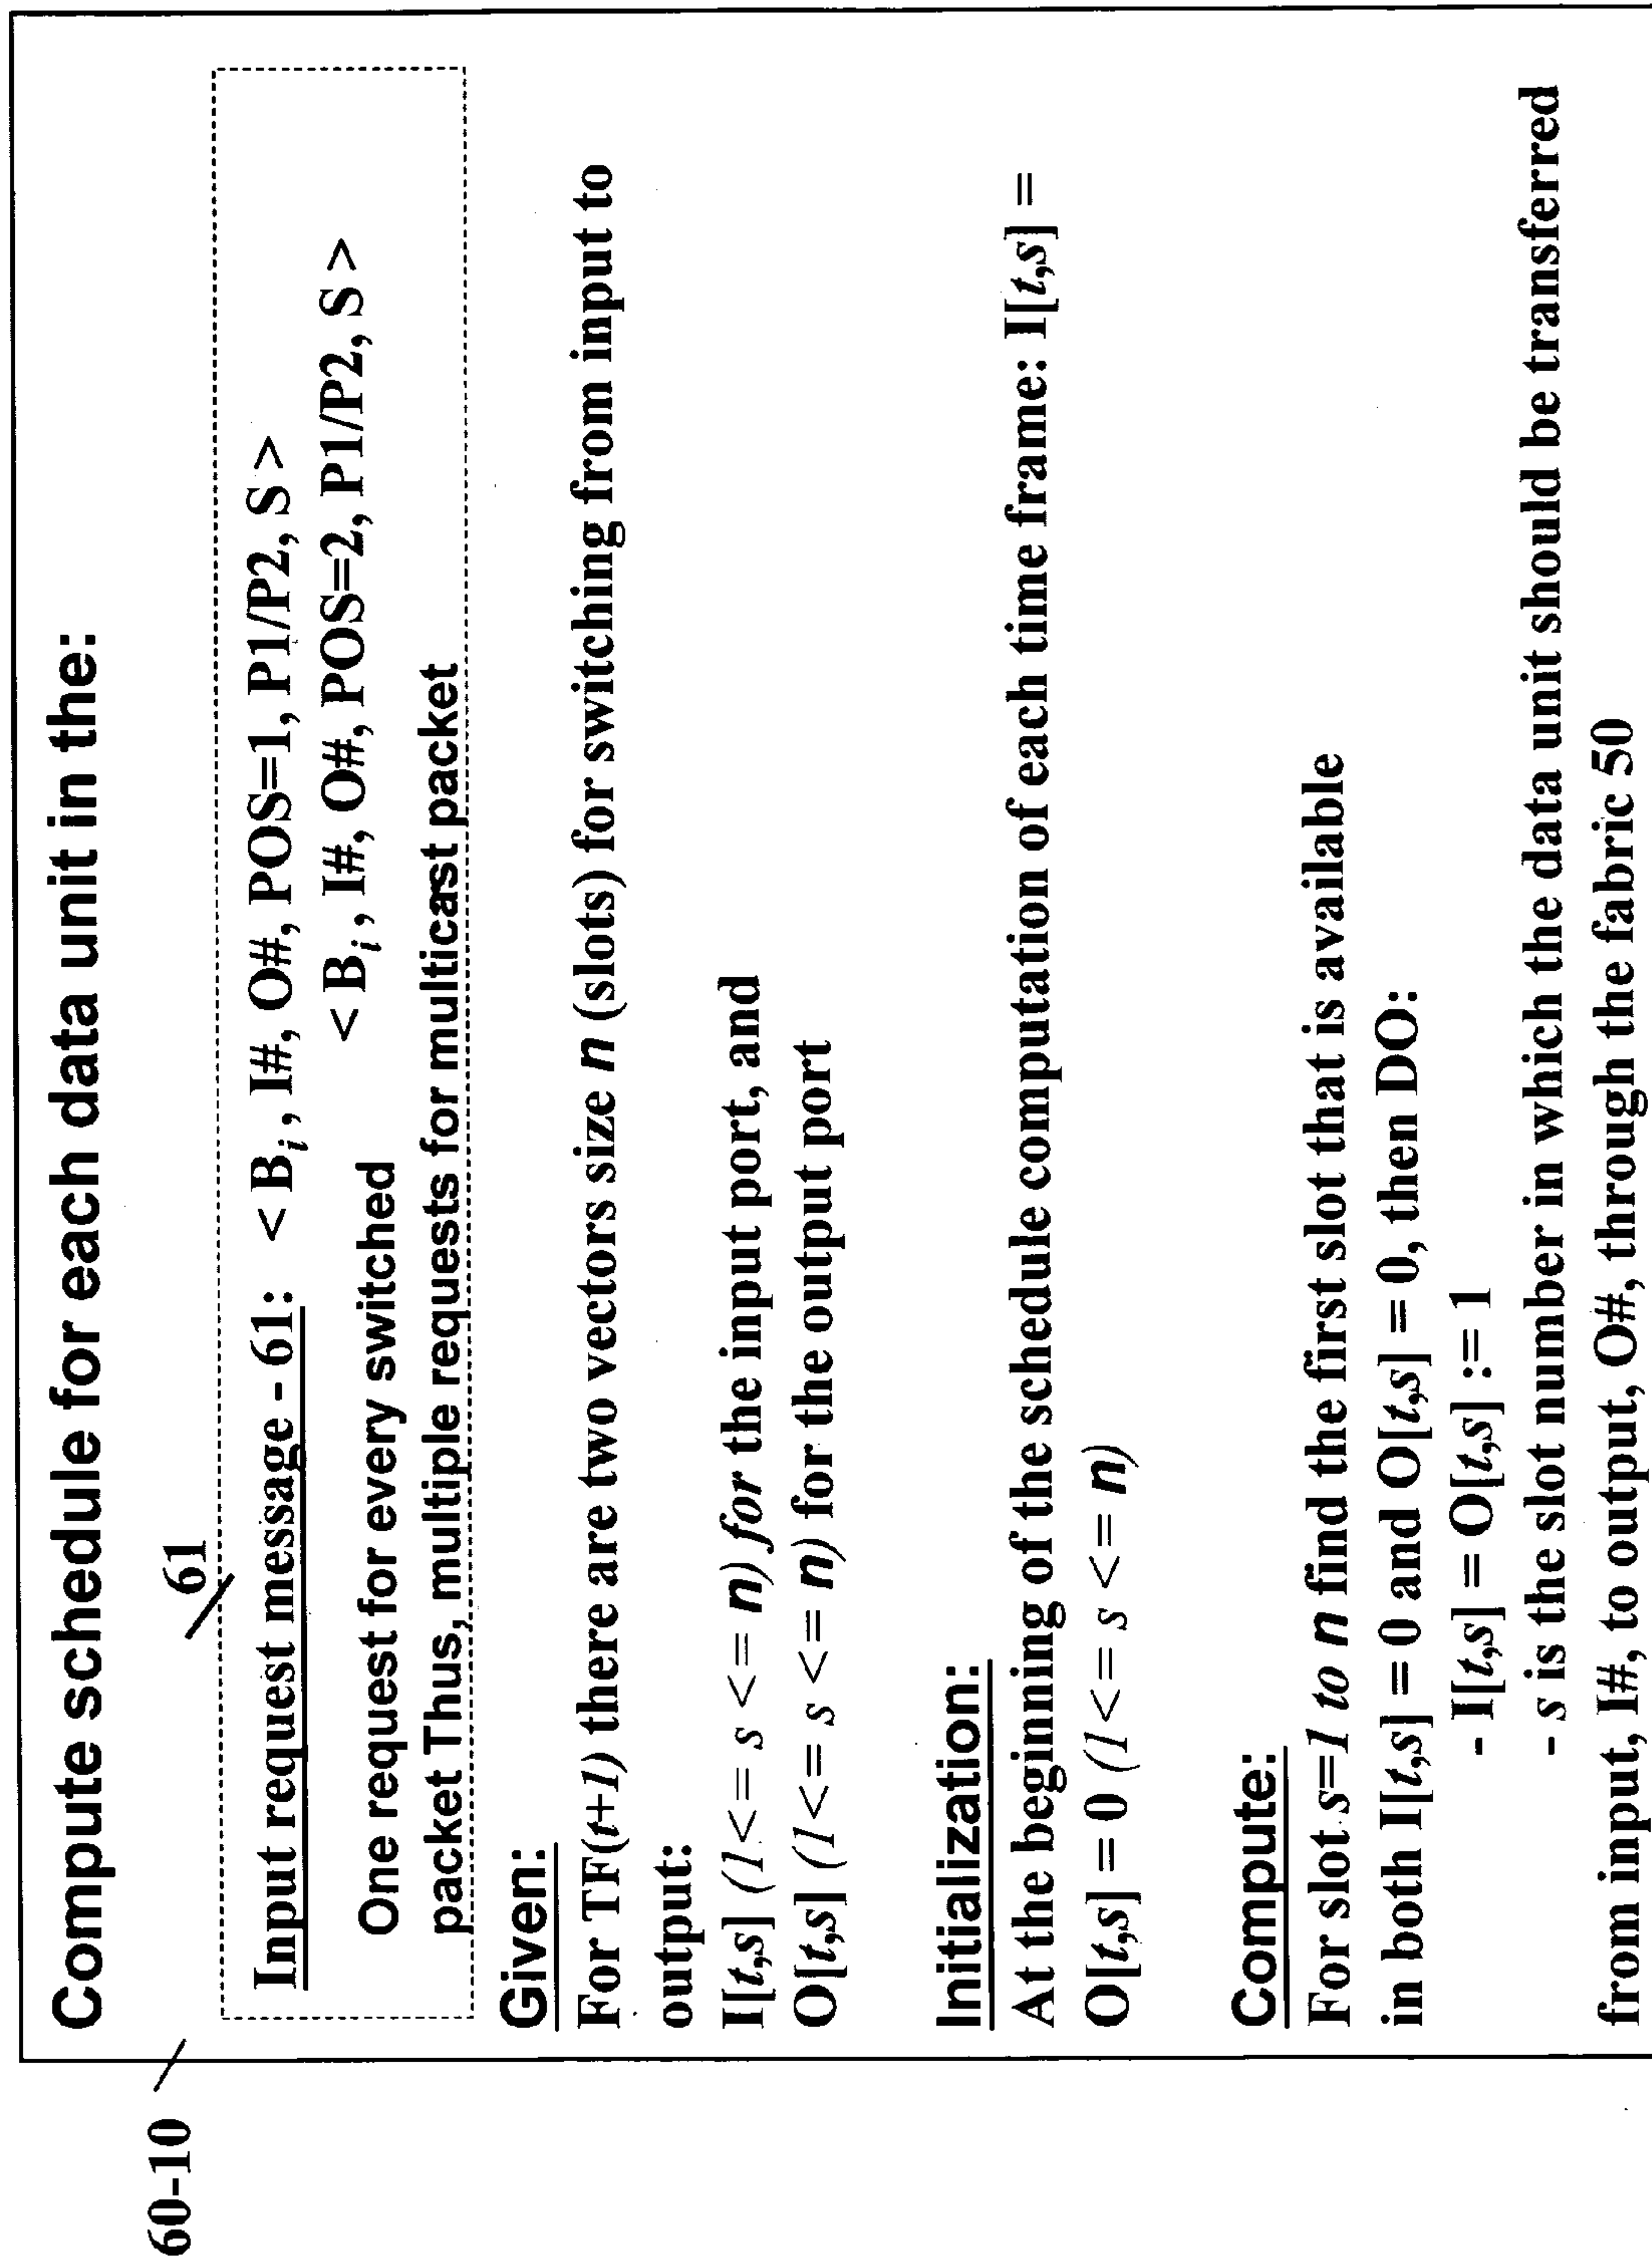 60-10
Compute schedule for each data unit in the:
61
Input request message - 61: < Bi, I#, O#, POS=1, P1/P2, S >
< Bi, I#, O#, POS=2, P1/P2, S >
One request for every switched
packet Thus, multiple requests for multicast packet
Given:
For TF(t+1) there are two vectors size n (slots) for switching from input to
output:
I[t,s] (1<= s <= n) for the input port, and
O[t,s] (1<= s <= n) for the output port
Initialization:
At the beginning of the schedule computation of each time frame: I[t,s] =
O[t,s] = 0 (1<= s <= n)
Compute:
For slot s=1 to n find the first slot that is available
in both I[t,s] = 0 and O[t,s] = 0, then DO:
- I[t,s] = O[t,s] := 1
- s is the slot number in which the data unit should be transferred
from input, I#, to output, O#, through the fabric 50